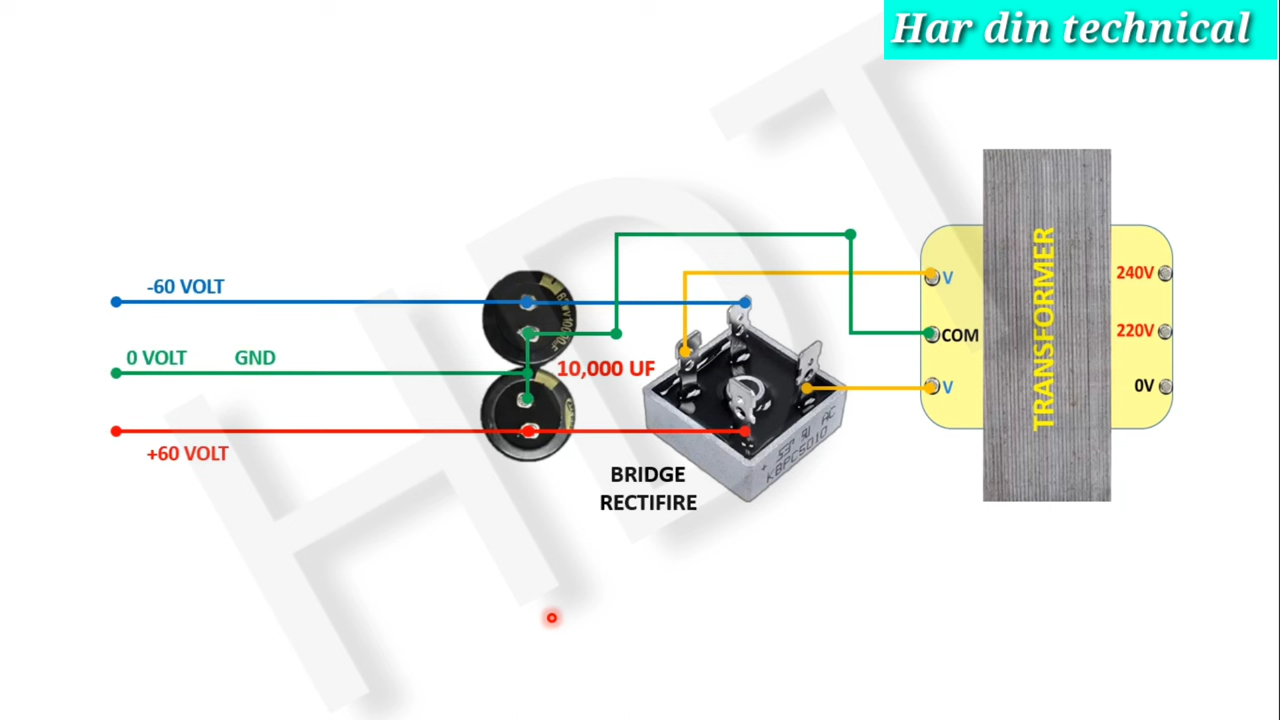 Har din technical
-60 VOLT
0 VOLT GND
+60 VOLT
10,000 UF
BRIDGE
RECTIFIRE
KBPC5010
V
COM
V
TRANSFORMER
240V
220V
0V
HDT